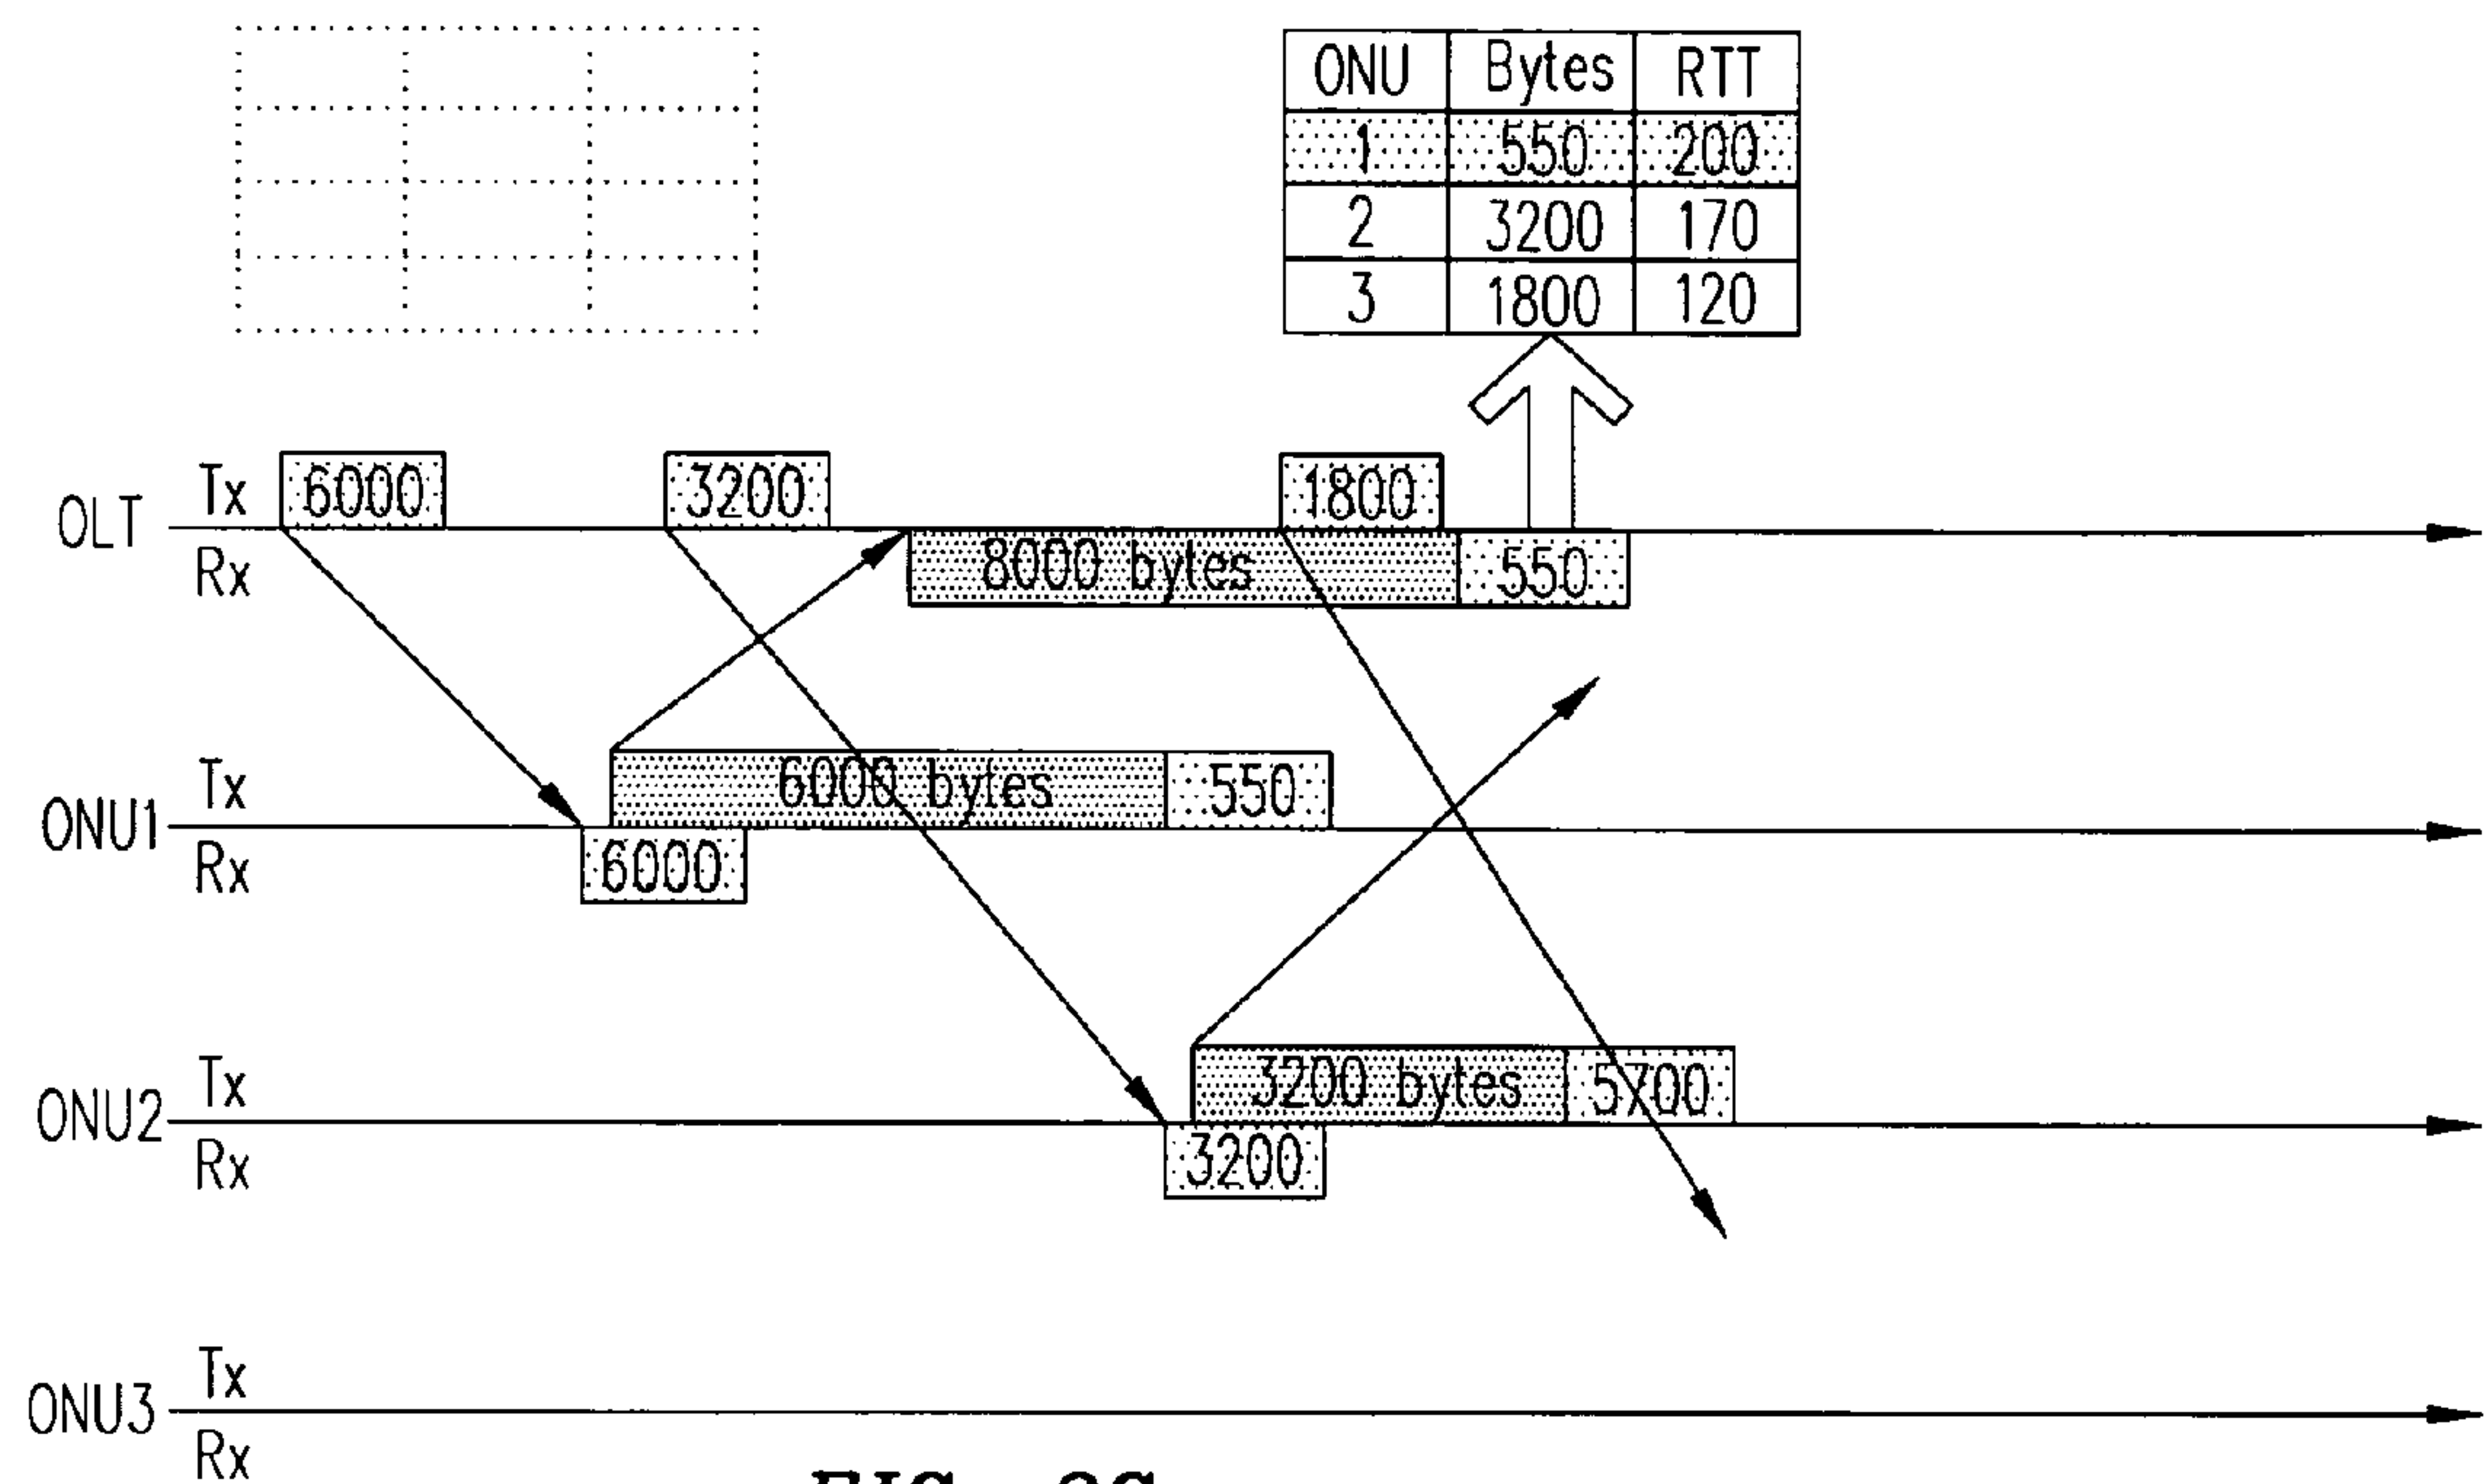 ONU Bytes RTT
1 550 200
2 3200 170
3 1800 120
OLT Tx 6000 3200 1800
Rx 8000 bytes 550
ONU1 Tx 6000 bytes 550
Rx 6000
ONU2 Tx 3200 bytes 5700
Rx 3200
ONU3 Tx
Rx